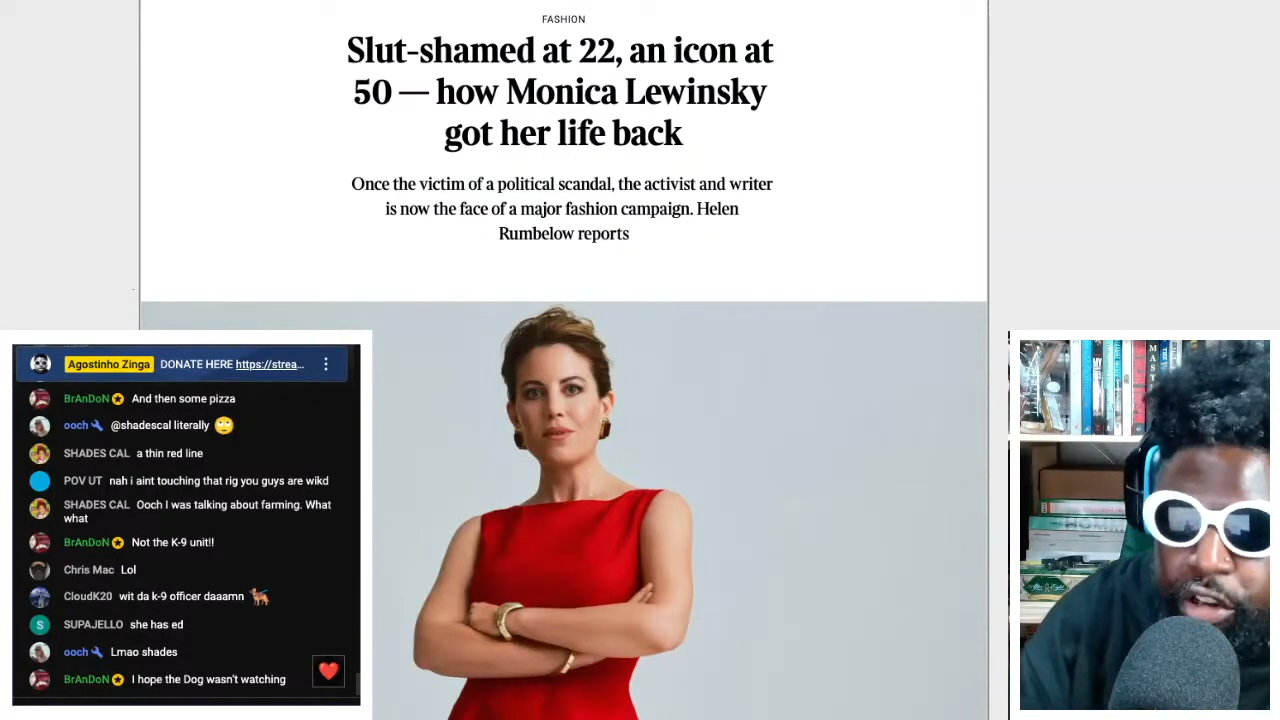 FASHION
Slut-shamed at 22, an icon at
50 — how Monica Lewinsky
got her life back
Once the victim of a political scandal, the activist and writer
is now the face of a major fashion campaign. Helen
Rumbelow reports
Agostinho Zinga DONATE HERE https://strea...
BrAnDoN And then some pizza
ooch @shadescal literally 🙄
SHADES CAL a thin red line
POV UT nah i aint touching that rig you guys are wikd
SHADES CAL Ooch I was talking about farming. What
what
BrAnDoN Not the K-9 unit!!
Chris Mac Lol
CloudK20 wit da k-9 officer daaamn 🐕‍🦺
S SUPAJELLO she has ed
ooch Lmao shades
BrAnDoN I hope the Dog wasn't watching
MAST